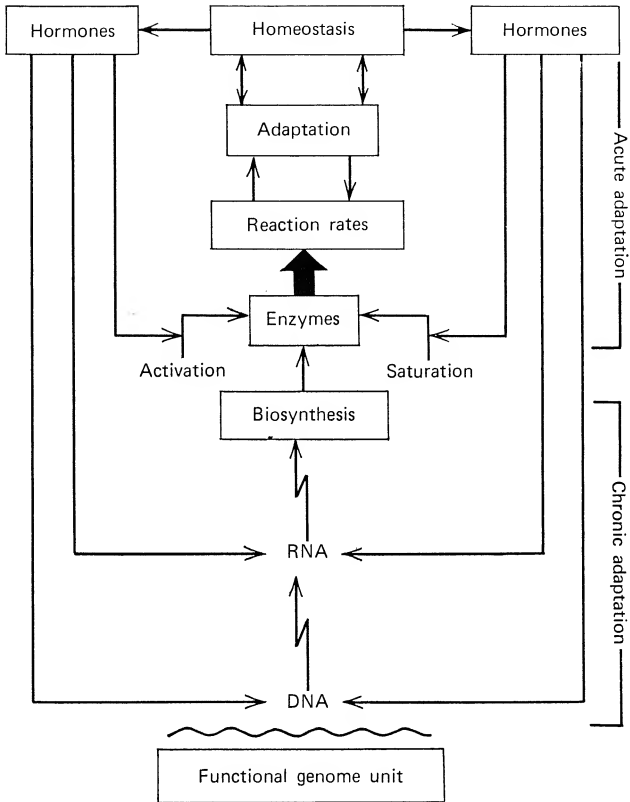 Hormones
Homeostasis
Hormones
Adaptation
Reaction rates
Enzymes
Activation
Saturation
Biosynthesis
RNA
DNA
Functional genome unit
Acute adaptation
Chronic adaptation